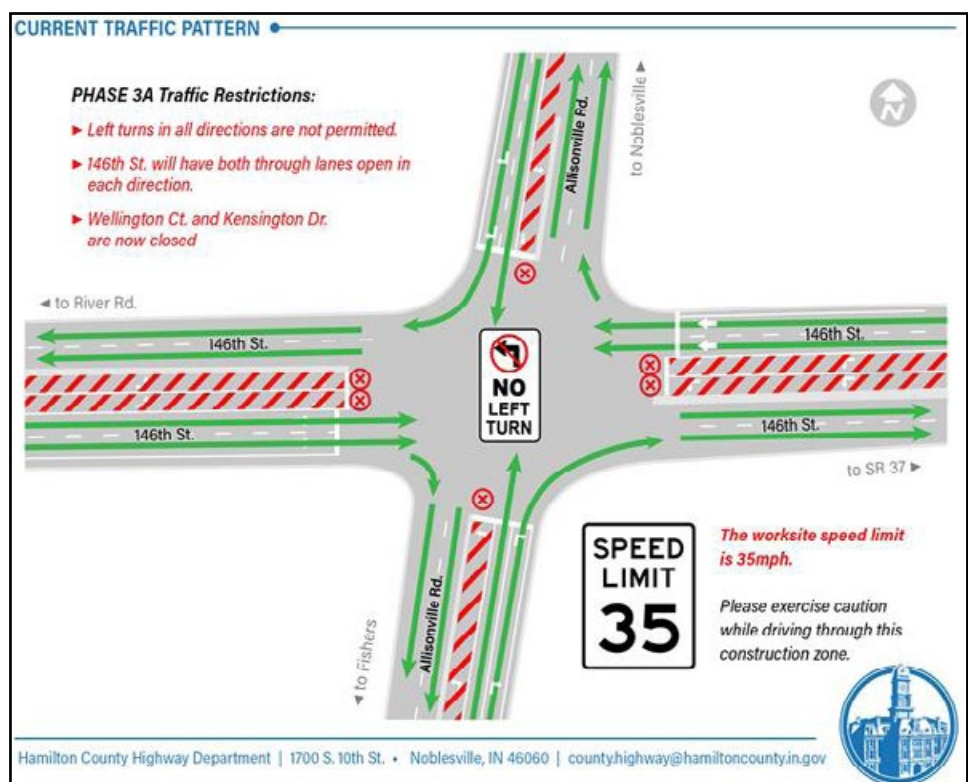 CURRENT TRAFFIC PATTERN
PHASE 3A Traffic Restrictions:
Left turns in all directions are not permitted.
146th St. will have both through lanes open in
each direction.
Wellington Ct. and Kensington Dr.
are now closed
Allisonville Rd.
to Noblesville
N
to River Rd.
146th St.
146th St.
NO
LEFT
TURN
146th St.
146th St.
to SR 37
Allisonville Rd.
to Fishers
SPEED
LIMIT
35
The worksite speed limit
is 35mph.
Please exercise caution
while driving through this
construction zone.
Hamilton County Highway Department | 1700 S. 10th St. • Noblesville, IN 46060 | county.highway@hamiltoncounty.in.gov